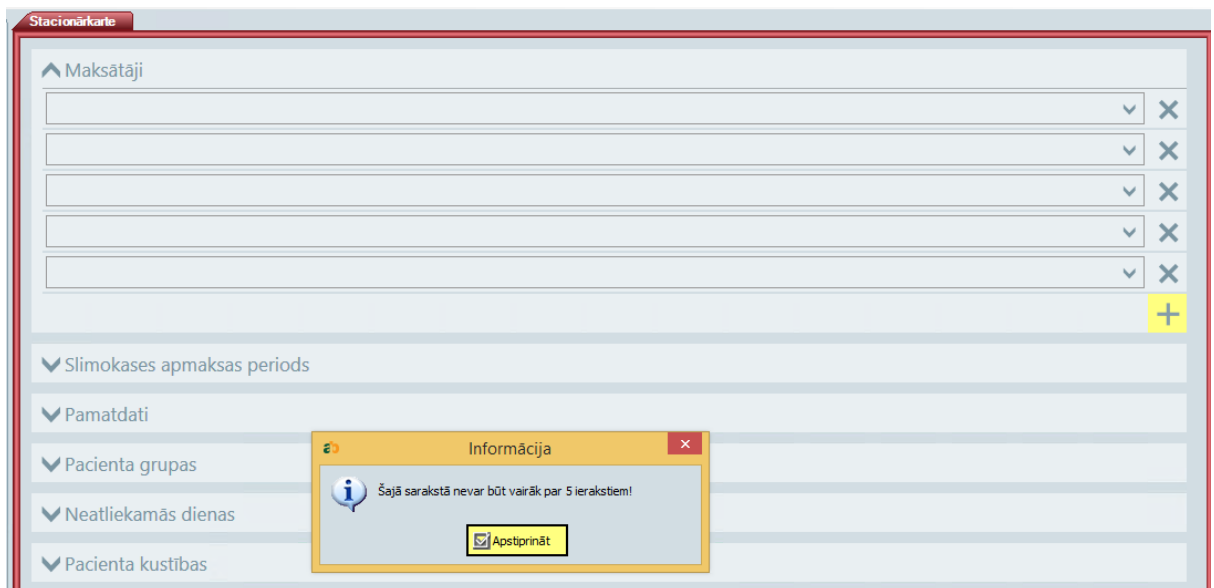 Stacionārkarte
Maksātāji
Slimokases apmaksas periods
Pamatdati
Pacienta grupas
Neatliekamās dienas
Pacienta kustības
Informācija
Šajā sarakstā nevar būt vairāk par 5 ierakstiem!
Apstiprināt